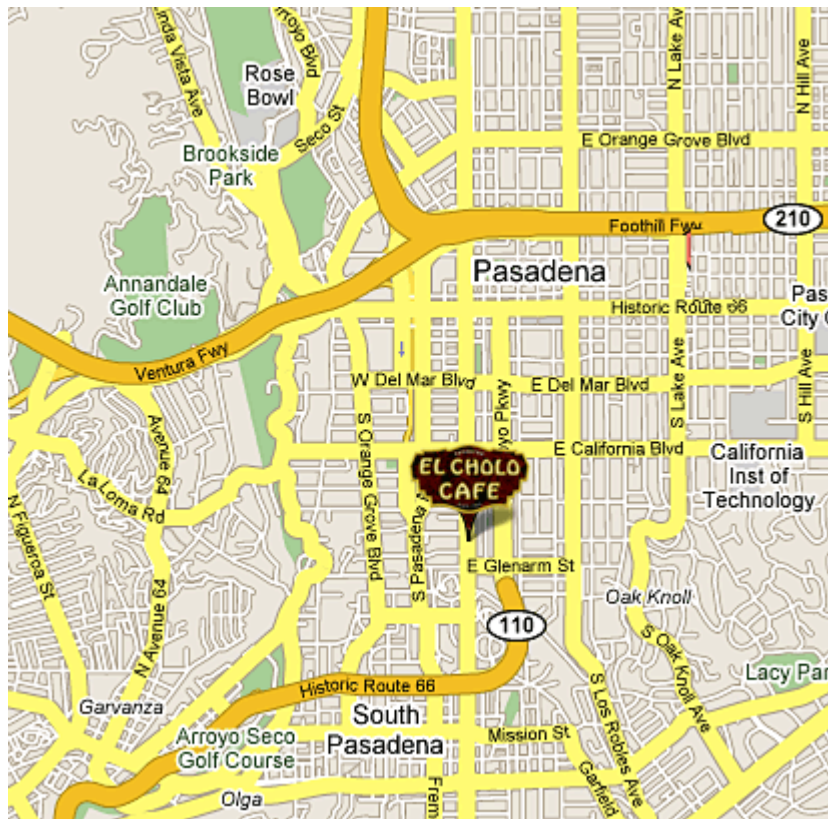 Linda Vista Ave
Arroyo Blvd
Rose
Bowl
Seco St
N Lake Ave
N Hill Ave
E Orange Grove Blvd
Brookside
Park
Foothill Fwy
210
Annandale
Golf Club
Pasadena
Historic Route 66
Pas
City C
Ventura Fwy
W Del Mar Blvd
E Del Mar Blvd
S Lake Ave
S Hill Ave
Avenue 64
S Orange Grove Blvd
yo Pkwy
E California Blvd
EL CHOLO
CAFE
California
Inst of
Technology
La Loma Rd
N Figueroa St
S Pasadena A
E Glenarm St
Oak Knoll
N Avenue 64
110
S Oak Knoll Ave
Lacy Par
Historic Route 66
S Los Robles Ave
Garvanza
South
Pasadena
Mission St
Arroyo Seco
Golf Course
Garfield
Frem
Olga